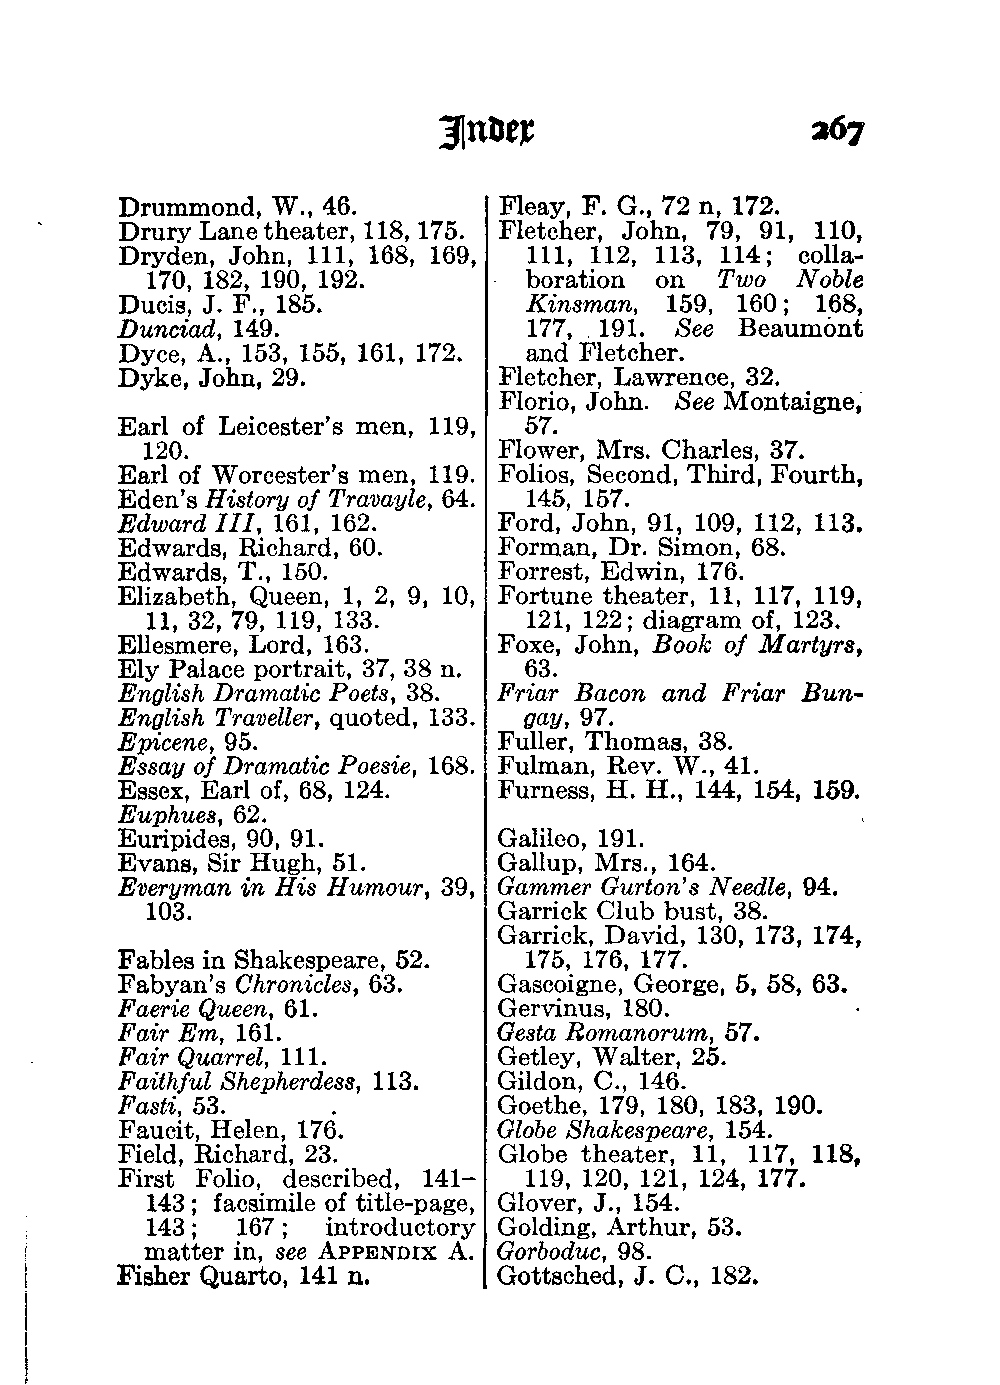 Index 267
Drummond, W., 46.
Drury Lane theater, 118, 175.
Dryden, John, 111, 168, 169,
170, 182, 190, 192.
Ducis, J. F., 185.
Dunciad, 149.
Dyce, A., 153, 155, 161, 172.
Dyke, John, 29.
Earl of Leicester's men, 119,
120.
Earl of Worcester's men, 119.
Eden's History of Travayle, 64.
Edward III, 161, 162.
Edwards, Richard, 60.
Edwards, T., 150.
Elizabeth, Queen, 1, 2, 9, 10,
11, 32, 79, 119, 133.
Ellesmere, Lord, 163.
Ely Palace portrait, 37, 38 n.
English Dramatic Poets, 38.
English Traveller, quoted, 133.
Epicene, 95.
Essay of Dramatic Poesie, 168.
Essex, Earl of, 68, 124.
Euphues, 62.
Euripides, 90, 91.
Evans, Sir Hugh, 51.
Everyman in His Humour, 39,
103.
Fables in Shakespeare, 52.
Fabyan's Chronicles, 63.
Faerie Queen, 61.
Fair Em, 161.
Fair Quarrel, 111.
Faithful Shepherdess, 113.
Fasti, 53.
Faucit, Helen, 176.
Field, Richard, 23.
First Folio, described, 141-
143; facsimile of title-page,
143; 167; introductory
matter in, see APPENDIX A.
Fisher Quarto, 141 n.
Fleay, F. G., 72 n, 172.
Fletcher, John, 79, 91, 110,
111, 112, 113, 114; colla-
boration on Two Noble
Kinsman, 159, 160; 168,
177, 191. See Beaumont
and Fletcher.
Fletcher, Lawrence, 32.
Florio, John. See Montaigne,
57.
Flower, Mrs. Charles, 37.
Folios, Second, Third, Fourth,
145, 157.
Ford, John, 91, 109, 112, 113.
Forman, Dr. Simon, 68.
Forrest, Edwin, 176.
Fortune theater, 11, 117, 119,
121, 122; diagram of, 123.
Foxe, John, Book of Martyrs,
63.
Friar Bacon and Friar Bun-
gay, 97.
Fuller, Thomas, 38.
Fulman, Rev. W., 41.
Furness, H. H., 144, 154, 159.
Galileo, 191.
Gallup, Mrs., 164.
Gammer Gurton's Needle, 94.
Garrick Club bust, 38.
Garrick, David, 130, 173, 174,
175, 176, 177.
Gascoigne, George, 5, 58, 63.
Gervinus, 180.
Gesta Romanorum, 57.
Getley, Walter, 25.
Gildon, C., 146.
Goethe, 179, 180, 183, 190.
Globe Shakespeare, 154.
Globe theater, 11, 117, 118,
119, 120, 121, 124, 177.
Glover, J., 154.
Golding, Arthur, 53.
Gorboduc, 98.
Gottsched, J. C., 182.